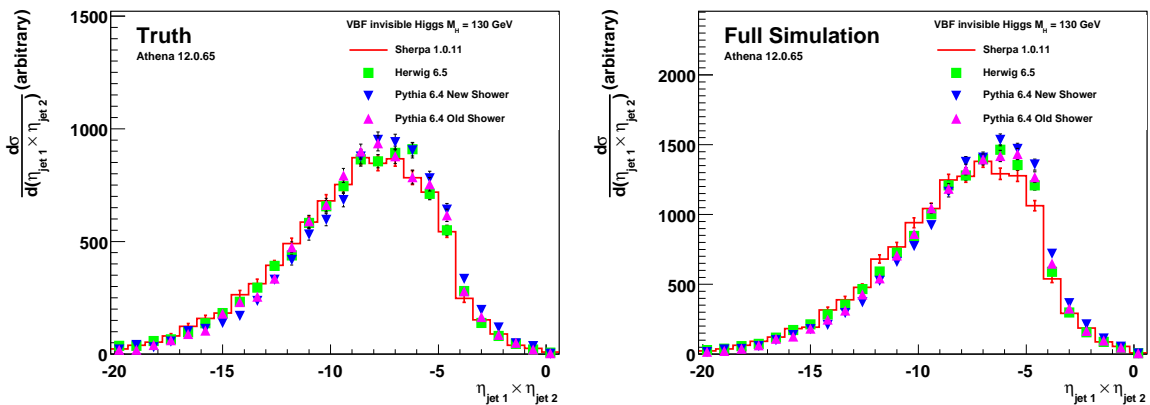 Truth
Athena 12.0.65
VBF invisible Higgs M_H = 130 GeV
Sherpa 1.0.11
Herwig 6.5
Pythia 6.4 New Shower
Pythia 6.4 Old Shower
dσ
d(η_jet 1 × η_jet 2) (arbitrary)
1500
1000
500
0
-20 -15 -10 -5 0
η_jet 1 × η_jet 2
Full Simulation
Athena 12.0.65
VBF invisible Higgs M_H = 130 GeV
Sherpa 1.0.11
Herwig 6.5
Pythia 6.4 New Shower
Pythia 6.4 Old Shower
dσ
d(η_jet 1 × η_jet 2) (arbitrary)
2000
1500
1000
500
0
-20 -15 -10 -5 0
η_jet 1 × η_jet 2